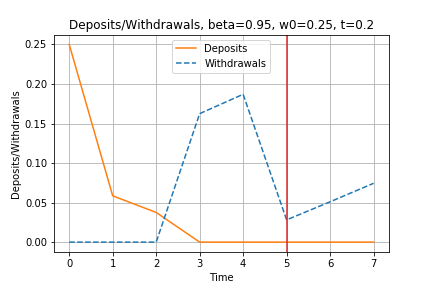 Deposits/Withdrawals, beta=0.95, w0=0.25, t=0.2
Deposits
Withdrawals
Deposits/Withdrawals
0.25
0.20
0.15
0.10
0.05
0.00
0 1 2 3 4 5 6 7
Time